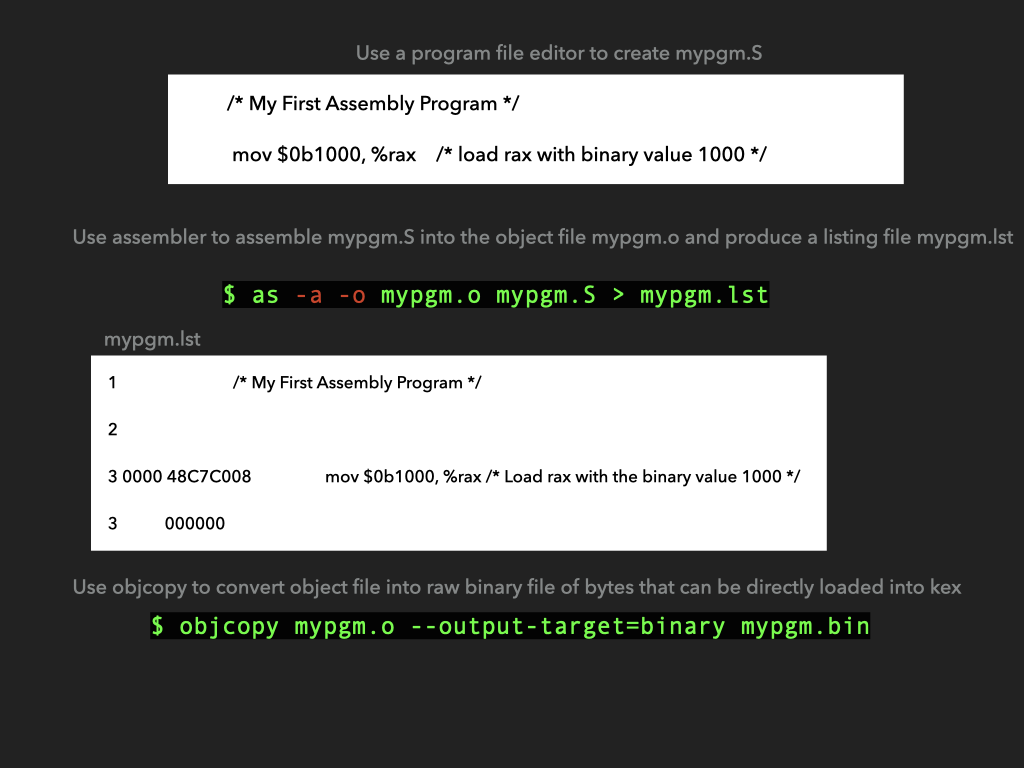 Use a program file editor to create mypgm.S
/* My First Assembly Program */
mov $0b1000, %rax /* load rax with binary value 1000 */
Use assembler to assemble mypgm.S into the object file mypgm.o and produce a listing file mypgm.lst
$ as -a -o mypgm.o mypgm.S > mypgm.lst
mypgm.lst
1 /* My First Assembly Program */
2
3 0000 48C7C008 mov $0b1000, %rax /* Load rax with the binary value 1000 */
3 000000
Use objcopy to convert object file into raw binary file of bytes that can be directly loaded into kex
$ objcopy mypgm.o --output-target=binary mypgm.bin